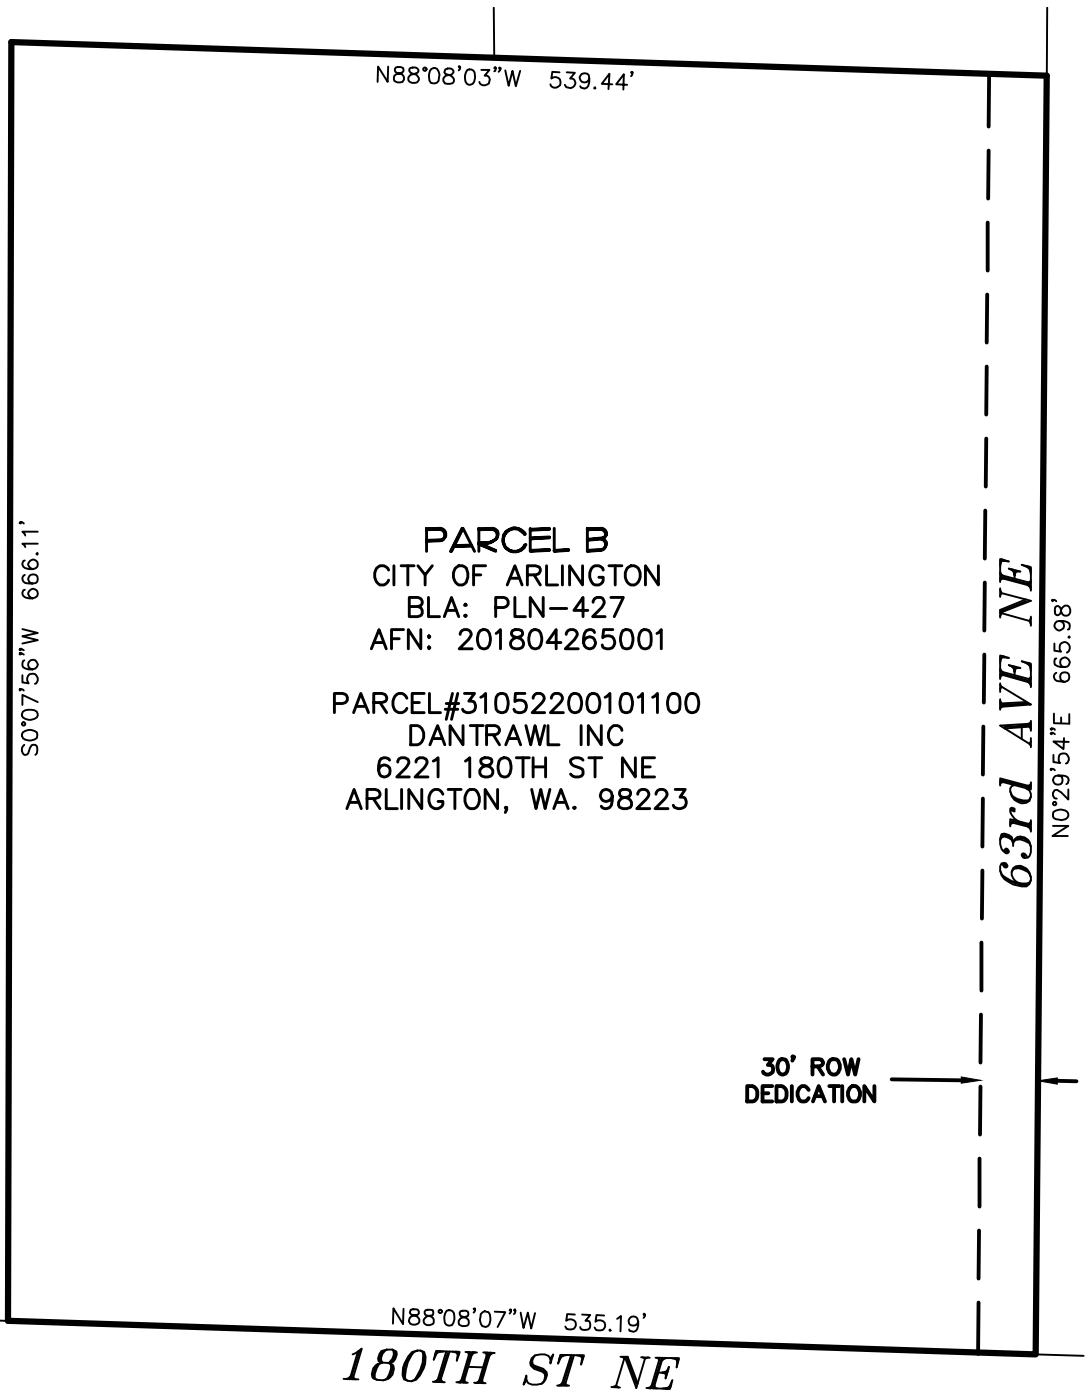 N88°08'03"W 539.44'
S0°07'56"W 666.11'
PARCEL B
CITY OF ARLINGTON
BLA: PLN-427
AFN: 201804265001
PARCEL#31052200101100
DANTRAWL INC
6221 180TH ST NE
ARLINGTON, WA. 98223
63rd AVE NE
N0°29'54"E 665.98'
30' ROW
DEDICATION
N88°08'07"W 535.19'
180TH ST NE